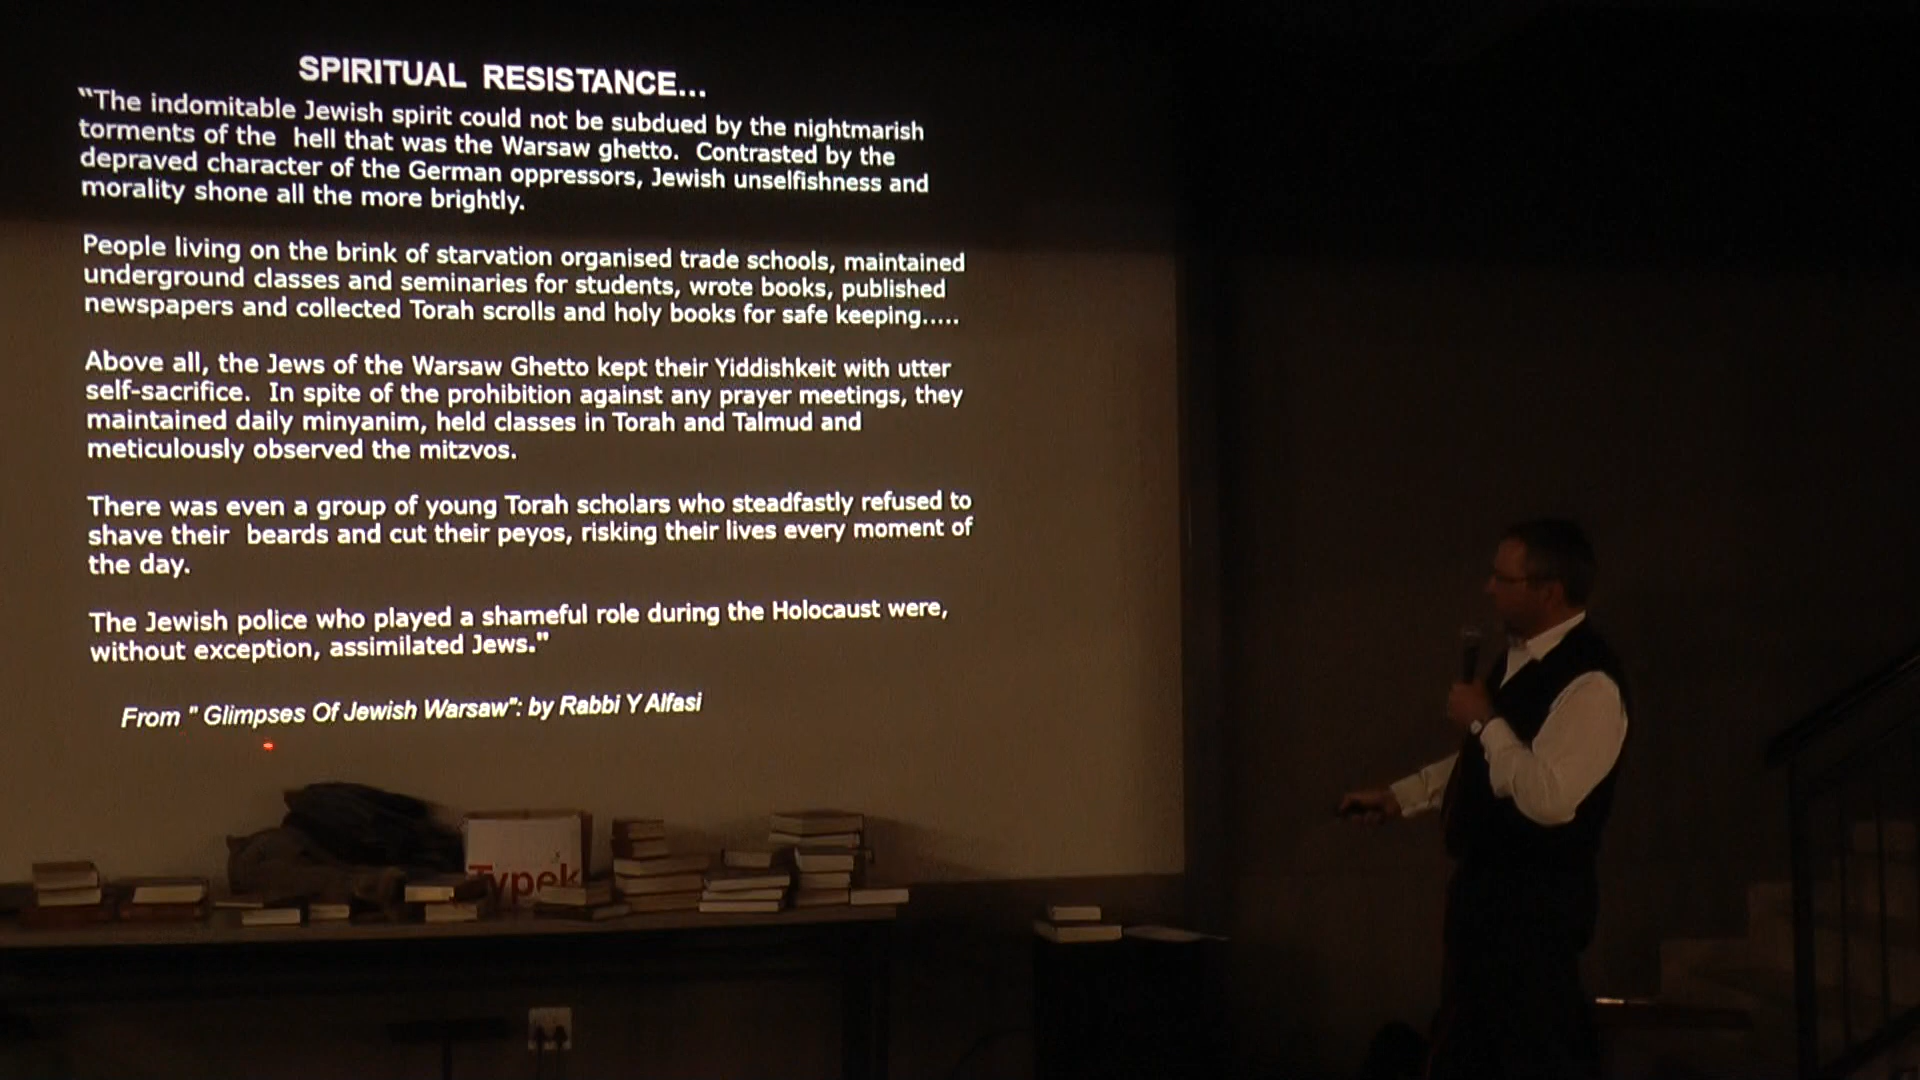 SPIRITUAL RESISTANCE...
"The indomitable Jewish spirit could not be subdued by the nightmarish
torments of the hell that was the Warsaw ghetto. Contrasted by the
depraved character of the German oppressors, Jewish unselfishness and
morality shone all the more brightly.
People living on the brink of starvation organised trade schools, maintained
underground classes and seminaries for students, wrote books, published
newspapers and collected Torah scrolls and holy books for safe keeping.....
Above all, the Jews of the Warsaw Ghetto kept their Yiddishkeit with utter
self-sacrifice. In spite of the prohibition against any prayer meetings, they
maintained daily minyanim, held classes in Torah and Talmud and
meticulously observed the mitzvos.
There was even a group of young Torah scholars who steadfastly refused to
shave their beards and cut their peyos, risking their lives every moment of
the day.
The Jewish police who played a shameful role during the Holocaust were,
without exception, assimilated Jews."
From " Glimpses Of Jewish Warsaw": by Rabbi Y Alfasi
Typek